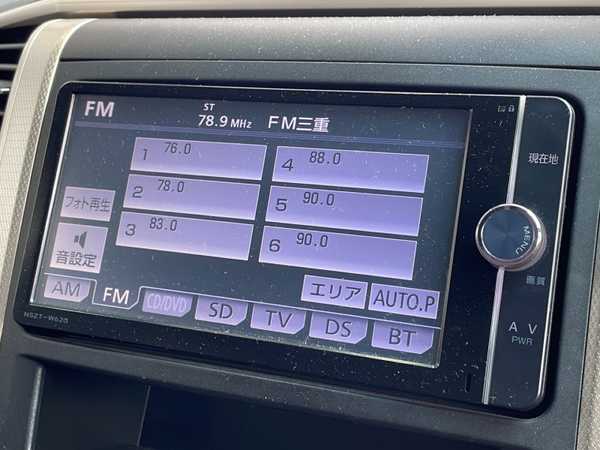 FM
ST
78.9 MHz FM三重
1 76.0
4 88.0
2 78.0
5 90.0
3 83.0
6 90.0
フォト再生
音設定
エリア
AUTO.P
AM
FM
CD/DVD
SD
TV
DS
BT
NSZT-W62G
現在地
MENU
画質
A V
PWR